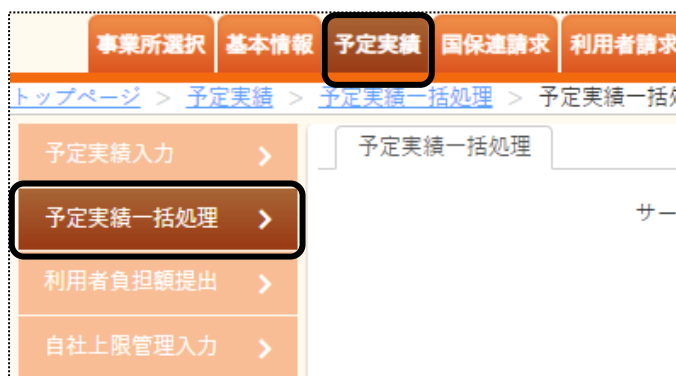 事業所選択 基本情報 予定実績 国保連請求 利用者請求
トップページ > 予定実績 > 予定実績一括処理 > 予定実績一括
予定実績入力
予定実績一括処理
予定実績一括処理
サー
利用者負担額提出
自社上限管理入力